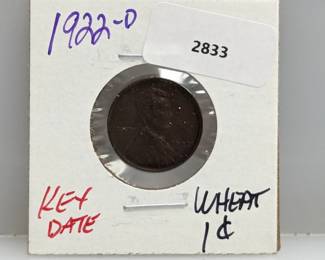 1922-D
2833
KEY
DATE
WHEAT
1¢